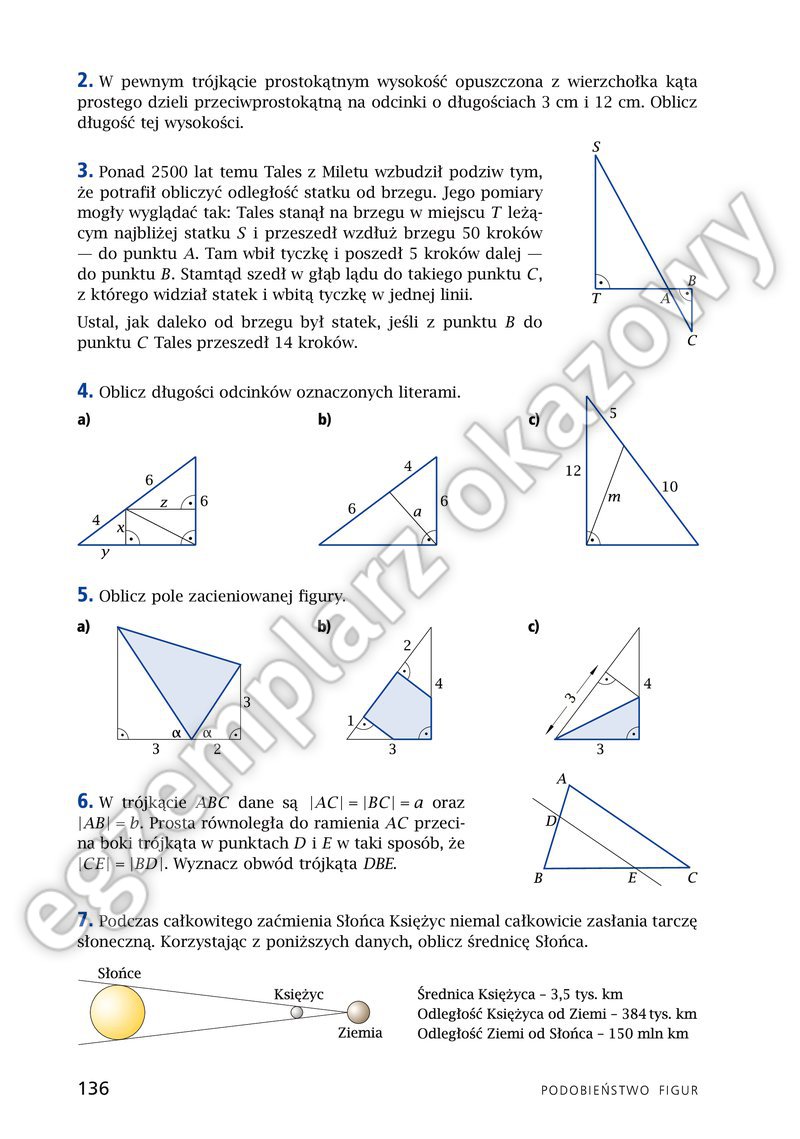 2. W pewnym trójkącie prostokątnym wysokość opuszczona z wierzchołka kąta
prostego dzieli przeciwprostokątną na odcinki o długościach 3 cm i 12 cm. Oblicz
długość tej wysokości.
3. Ponad 2500 lat temu Tales z Miletu wzbudził podziw tym,
że potrafił obliczyć odległość statku od brzegu. Jego pomiary
mogły wyglądać tak: Tales stanął na brzegu w miejscu T leżą-
cym najbliżej statku S i przeszedł wzdłuż brzegu 50 kroków
— do punktu A. Tam wbił tyczkę i poszedł 5 kroków dalej —
do punktu B. Stamtąd szedł w głąb lądu do takiego punktu C,
z którego widział statek i wbitą tyczkę w jednej linii.
Ustal, jak daleko od brzegu był statek, jeśli z punktu B do
punktu C Tales przeszedł 14 kroków.
S
B
T A
C
4. Oblicz długości odcinków oznaczonych literami.
a)
6
z 6
4
x
y
b)
4
6 a 6
c)
5
12
m 10
5. Oblicz pole zacieniowanej figury.
a)
3
α α
3 2
b)
2
4
1
3
c)
3 4
3
6. W trójkącie ABC dane są |AC| = |BC| = a oraz
|AB| = b. Prosta równoległa do ramienia AC przeci-
na boki trójkąta w punktach D i E w taki sposób, że
|CE| = |BD|. Wyznacz obwód trójkąta DBE.
A
D
B E C
7. Podczas całkowitego zaćmienia Słońca Księżyc niemal całkowicie zasłania tarczę
słoneczną. Korzystając z poniższych danych, oblicz średnicę Słońca.
Słońce
Księżyc
Ziemia
Średnica Księżyca – 3,5 tys. km
Odległość Księżyca od Ziemi – 384 tys. km
Odległość Ziemi od Słońca – 150 mln km
136
PODOBIEŃSTWO FIGUR
egzemplarz okazowy